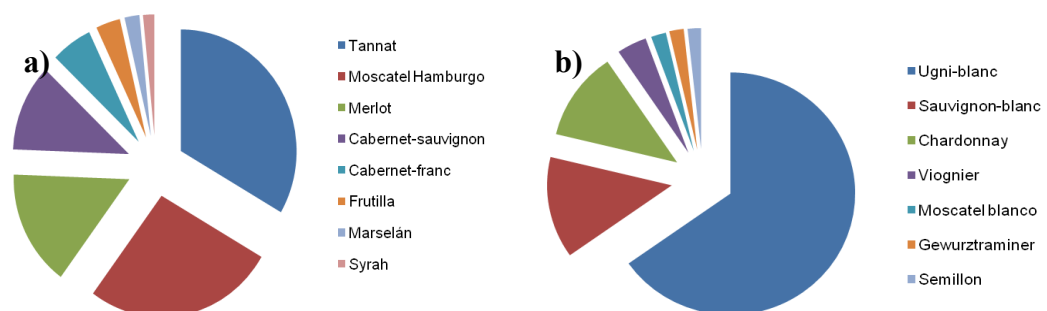 a)
Tannat
Moscatel Hamburgo
Merlot
Cabernet-sauvignon
Cabernet-franc
Frutilla
Marselán
Syrah
b)
Ugni-blanc
Sauvignon-blanc
Chardonnay
Viognier
Moscatel blanco
Gewurztraminer
Semillon